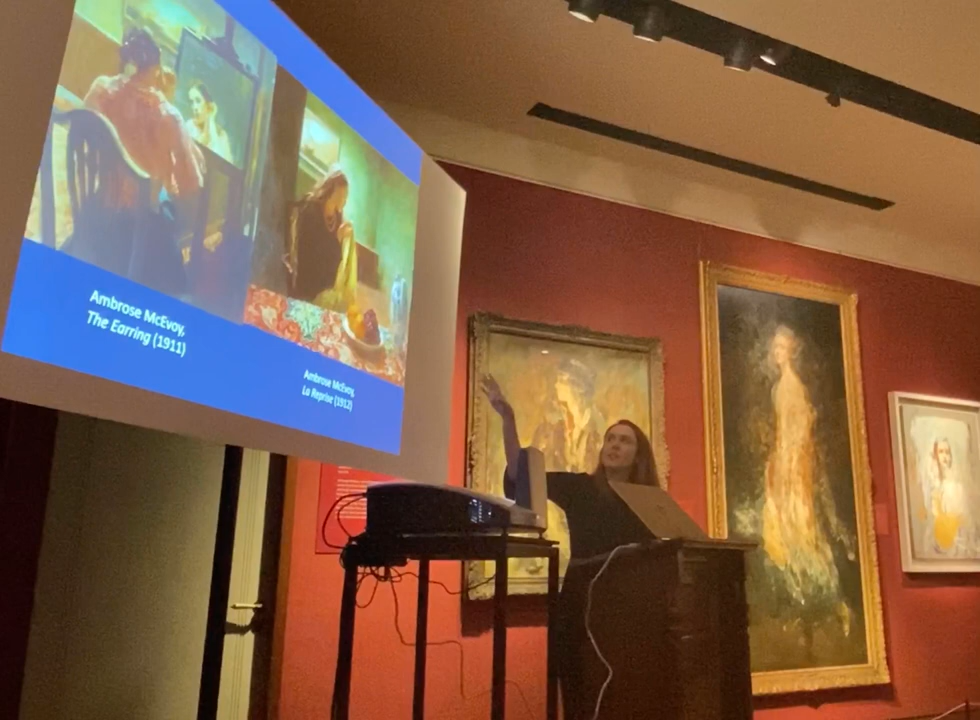 Ambrose McEvoy,
The Earring (1911)
Ambrose McEvoy,
La Reprise (1912)